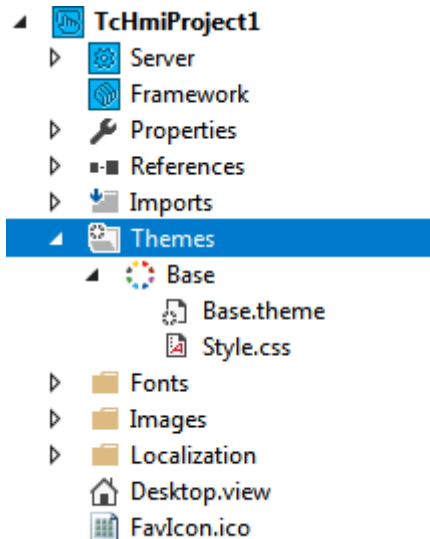 TcHmiProject1
Server
Framework
Properties
References
Imports
Themes
Base
Base.theme
Style.css
Fonts
Images
Localization
Desktop.view
FavIcon.ico